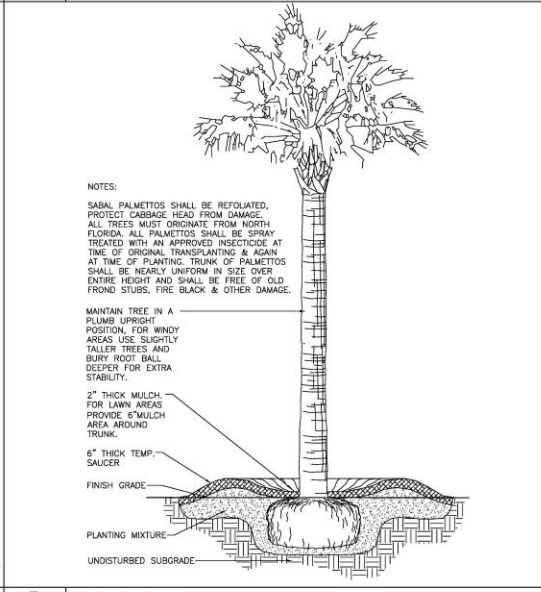 NOTES:
SABAL PALMETTOS SHALL BE REFOLIATED,
PROTECT CABBAGE HEAD FROM DAMAGE.
ALL TREES MUST ORIGINATE FROM NORTH
FLORIDA. ALL PALMETTOS SHALL BE SPRAY
TREATED WITH AN APPROVED INSECTICIDE AT
TIME OF ORIGINAL TRANSPLANTING & AGAIN
AT TIME OF PLANTING. TRUNK OF PALMETTOS
SHALL BE NEARLY UNIFORM IN SIZE OVER
ENTIRE HEIGHT AND SHALL BE FREE OF OLD
FROND STUBS, FIRE BLACK & OTHER DAMAGE.
MAINTAIN TREE IN A
PLUMB UPRIGHT
POSITION, FOR WINDY
AREAS USE SLIGHTLY
TALLER TREES AND
BURY ROOT BALL
DEEPER FOR EXTRA
STABILITY.
2" THICK MULCH.
FOR LAWN AREAS
PROVIDE 6"MULCH
AREA AROUND
TRUNK.
6" THICK TEMP.
SAUCER
FINISH GRADE
PLANTING MIXTURE
UNDISTURBED SUBGRADE